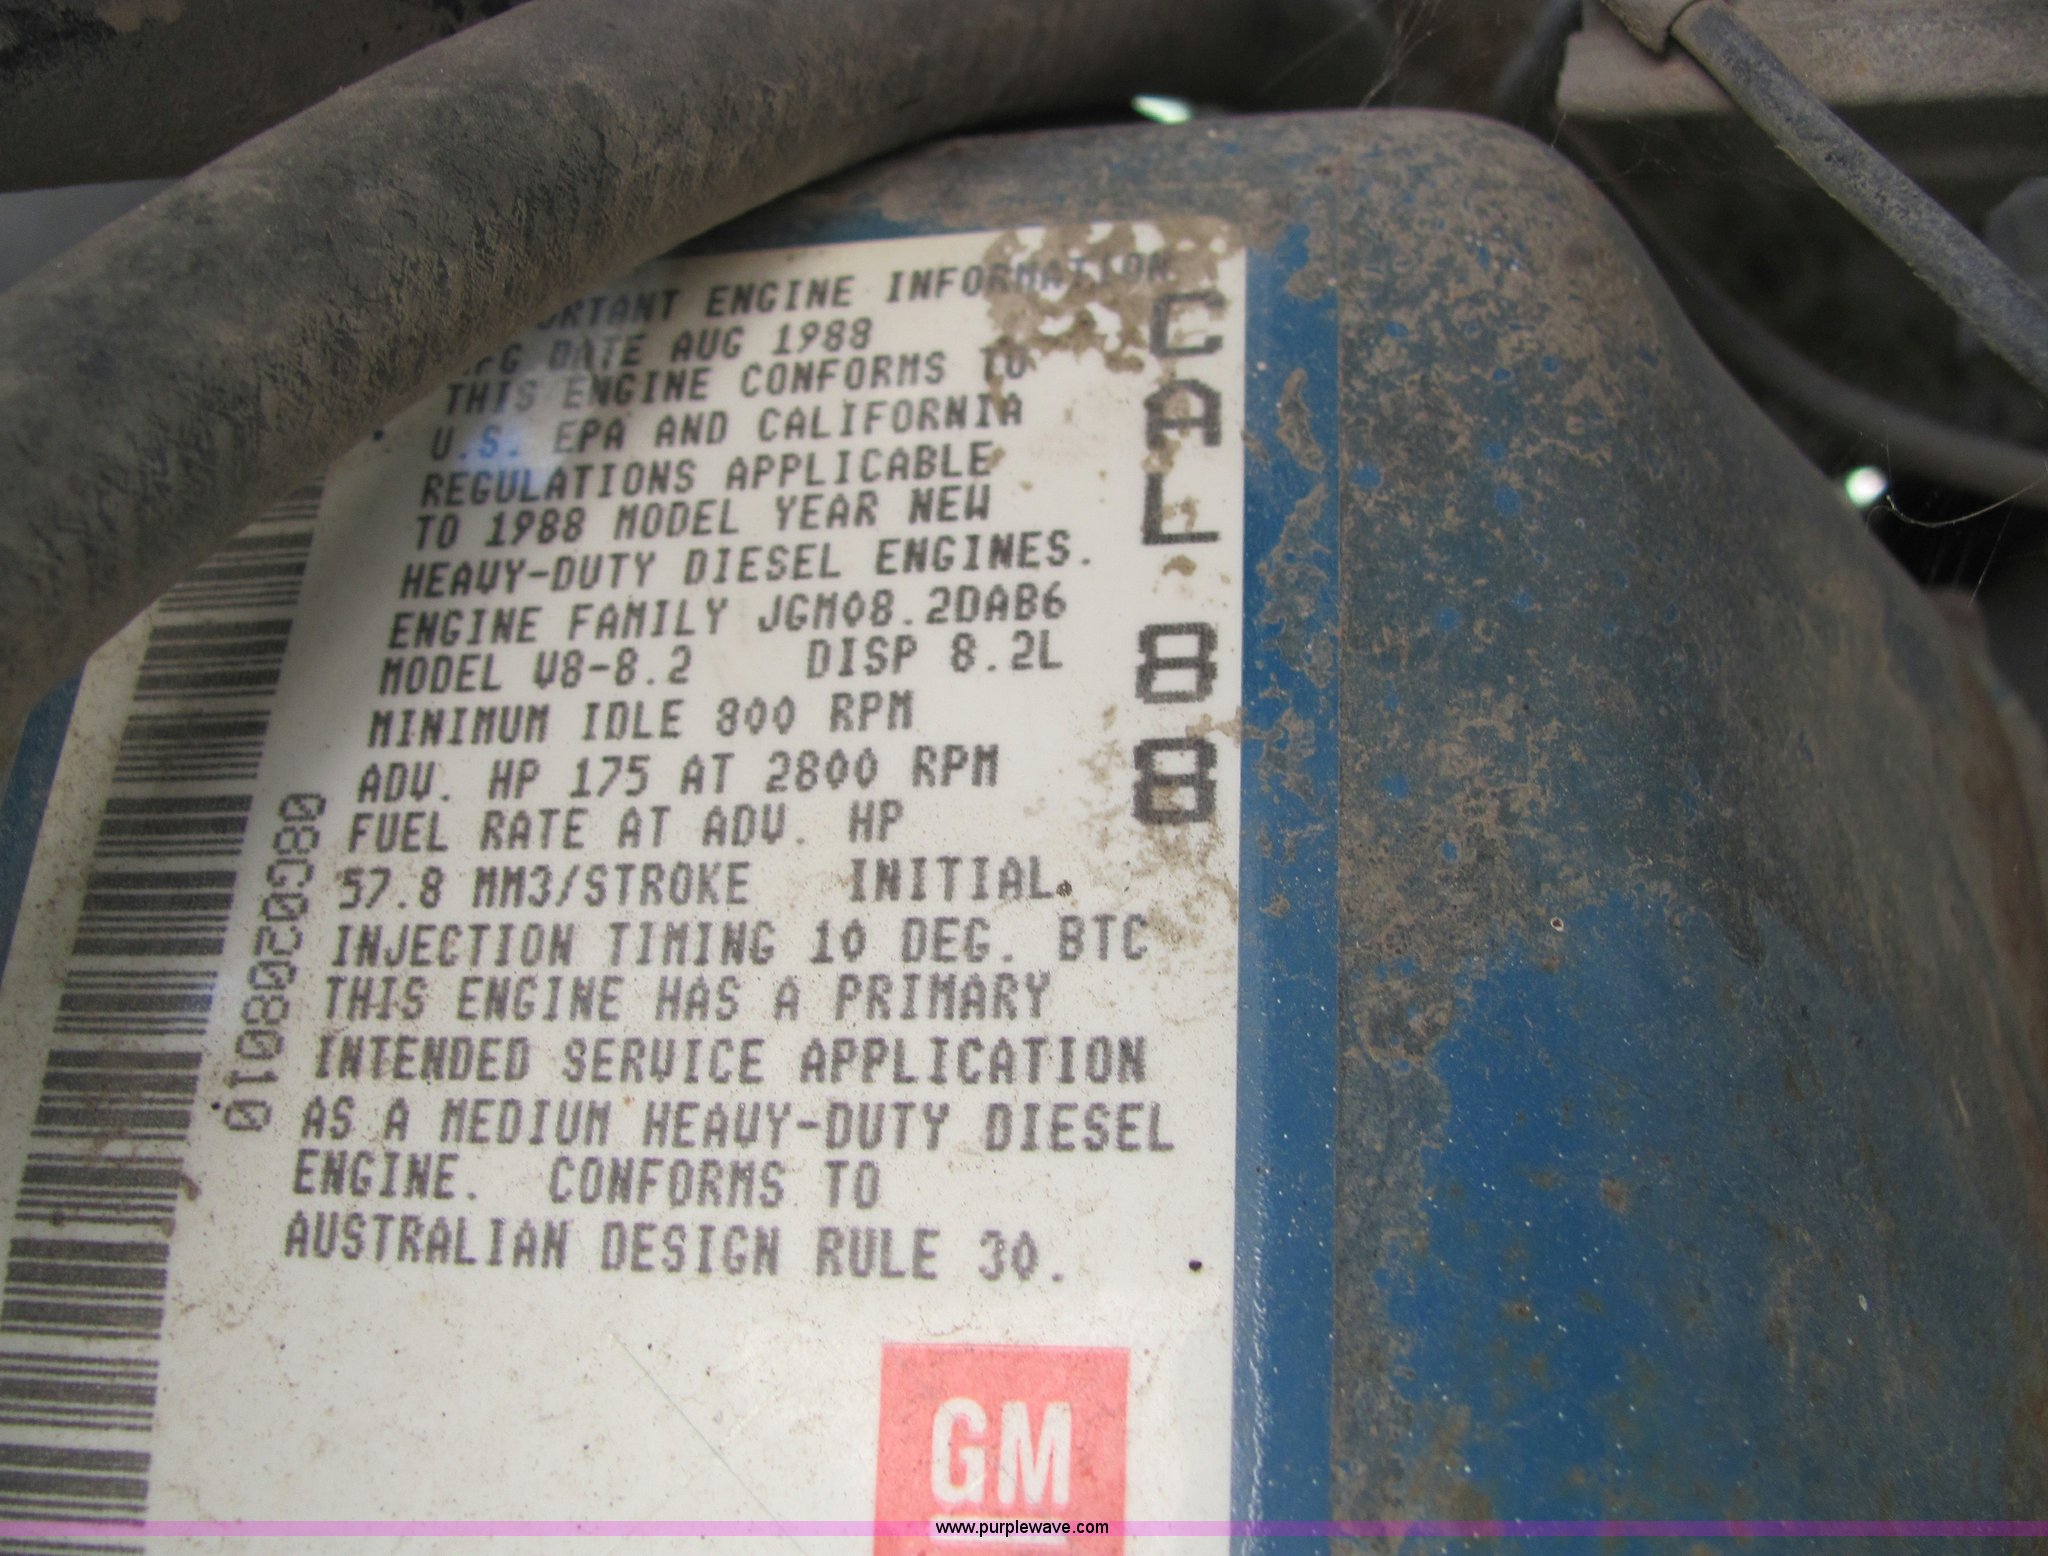 ORTANT ENGINE INFORMATION
MFG DATE AUG 1988
THIS ENGINE CONFORMS TO
U.S. EPA AND CALIFORNIA
REGULATIONS APPLICABLE
TO 1988 MODEL YEAR NEW
HEAVY-DUTY DIESEL ENGINES.
ENGINE FAMILY JGM08.2DAB6
MODEL V8-8.2 DISP 8.2L
MINIMUM IDLE 800 RPM
ADV. HP 175 AT 2800 RPM
FUEL RATE AT ADV. HP
57.8 MM3/STROKE INITIAL
INJECTION TIMING 10 DEG. BTC
THIS ENGINE HAS A PRIMARY
INTENDED SERVICE APPLICATION
AS A MEDIUM HEAVY-DUTY DIESEL
ENGINE. CONFORMS TO
AUSTRALIAN DESIGN RULE 30.
CAL 88
080G0208010
GM
www.purplewave.com